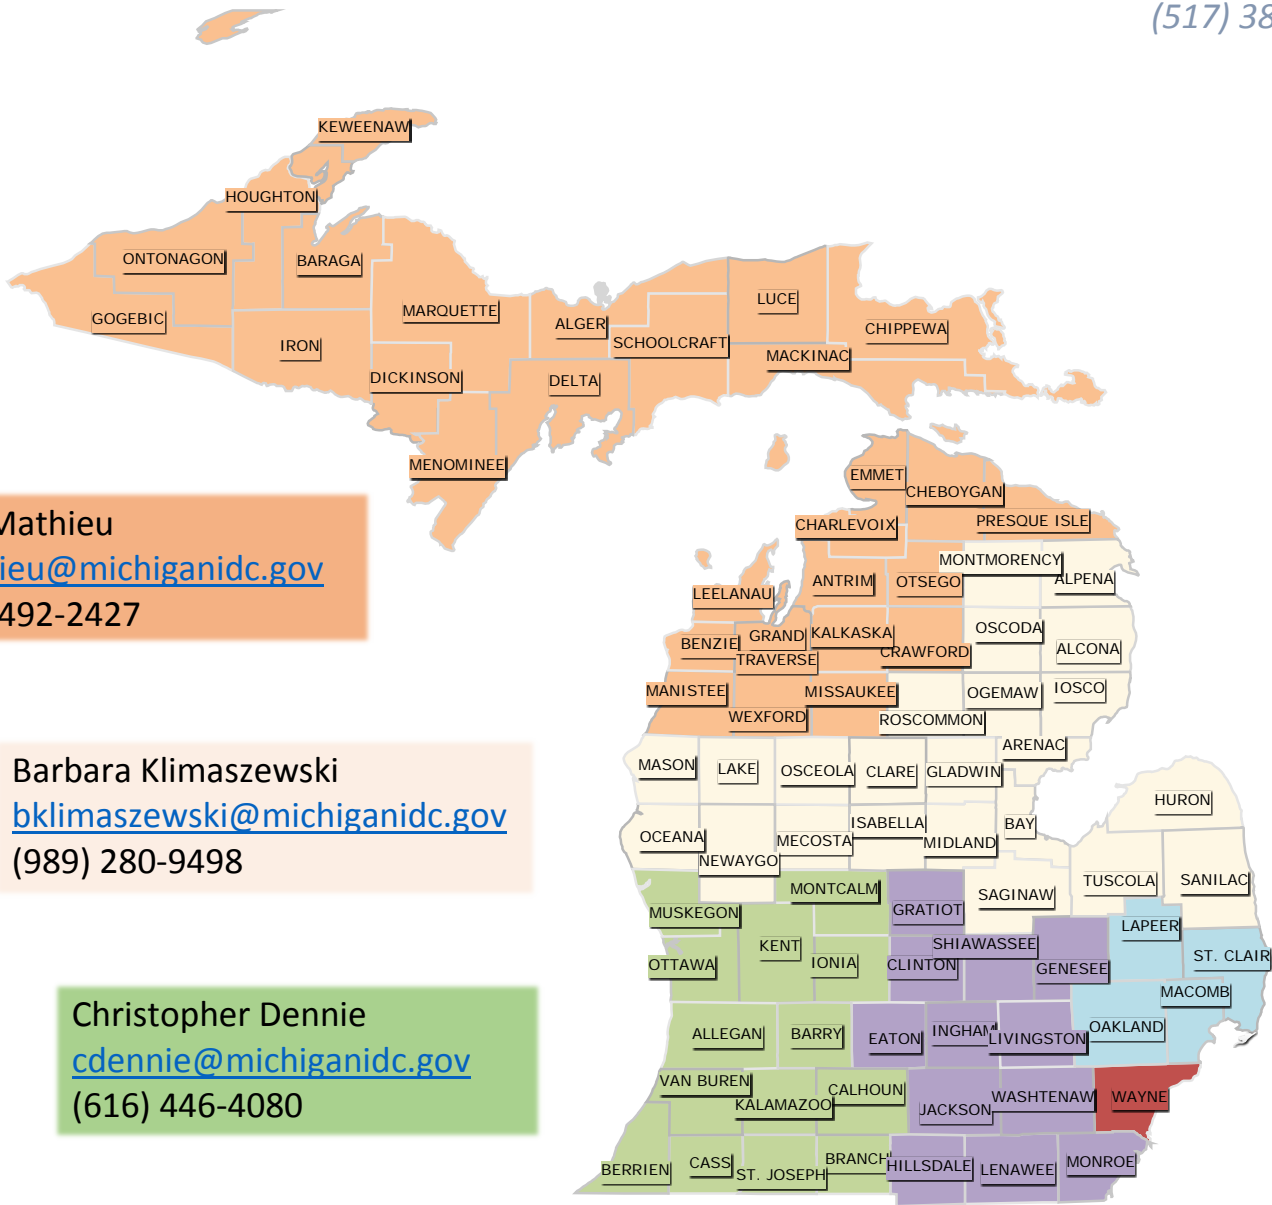 (517) 38
KEWEENAW
HOUGHTON
ONTONAGON
BARAGA
GOGEBIC
MARQUETTE
LUCE
ALGER
CHIPPEWA
IRON
SCHOOLCRAFT
MACKINAC
DICKINSON
DELTA
MENOMINEE
EMMET
CHEBOYGAN
CHARLEVOIX
PRESQUE ISLE
Mathieu
ieu@michiganidc.gov
492-2427
MONTMORENCY
ANTRIM
OTSEGO
ALPENA
LEELANAU
BENZIE
GRAND
TRAVERSE
KALKASKA
CRAWFORD
OSCODA
ALCONA
MANISTEE
WEXFORD
MISSAUKEE
ROSCOMMON
OGEMAW
IOSCO
ARENAC
MASON
LAKE
OSCEOLA
CLARE
GLADWIN
Barbara Klimaszewski
bklimaszewski@michiganidc.gov
(989) 280-9498
HURON
OCEANA
NEWAYGO
MECOSTA
ISABELLA
MIDLAND
BAY
TUSCOLA
SANILAC
SAGINAW
MONTCALM
GRATIOT
MUSKEGON
LAPEER
KENT
IONIA
OTTAWA
CLINTON
SHIAWASSEE
GENESEE
ST. CLAIR
MACOMB
Christopher Dennie
cdennie@michiganidc.gov
(616) 446-4080
ALLEGAN
BARRY
EATON
INGHAM
LIVINGSTON
OAKLAND
VAN BUREN
KALAMAZOO
CALHOUN
JACKSON
WASHTENAW
WAYNE
BERRIEN
CASS
ST. JOSEPH
BRANCH
HILLSDALE
LENAWEE
MONROE